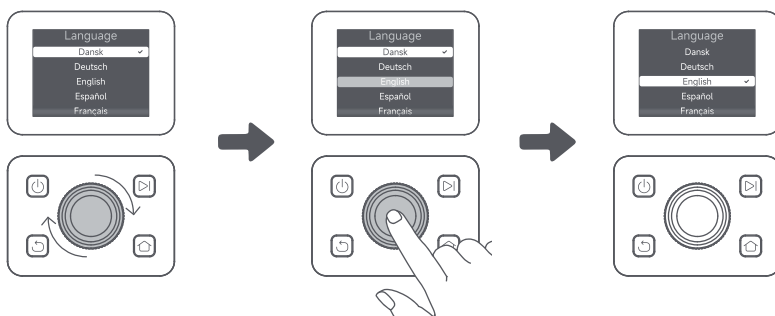 Language
Dansk
Deutsch
English
Español
Français
Language
Dansk
Deutsch
English
Español
Français
Language
Dansk
Deutsch
English
Español
Français